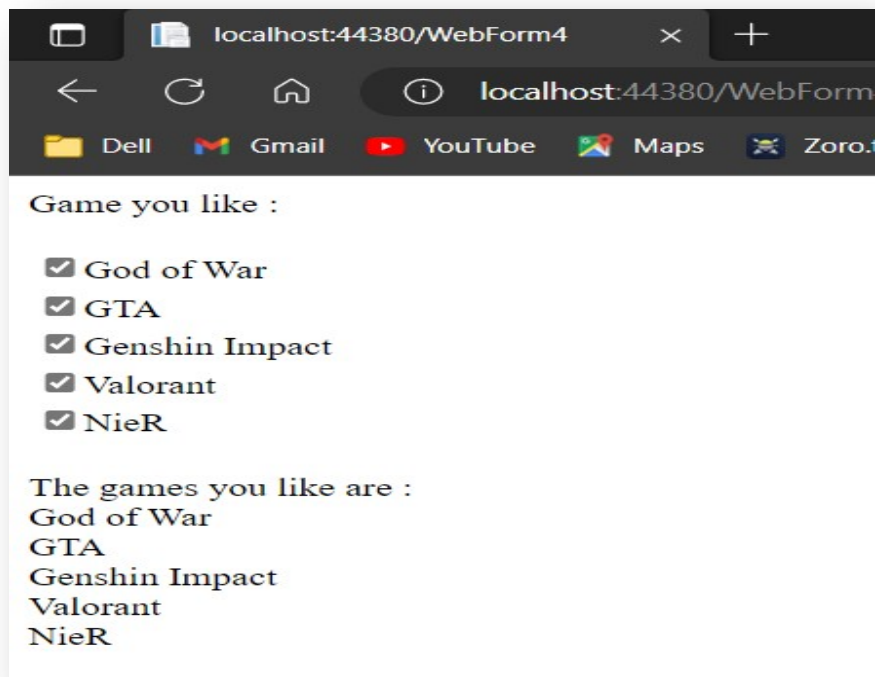 localhost:44380/WebForm4
localhost:44380/WebForm
Dell Gmail YouTube Maps Zoro.t
Game you like :
God of War
GTA
Genshin Impact
Valorant
NieR
The games you like are :
God of War
GTA
Genshin Impact
Valorant
NieR